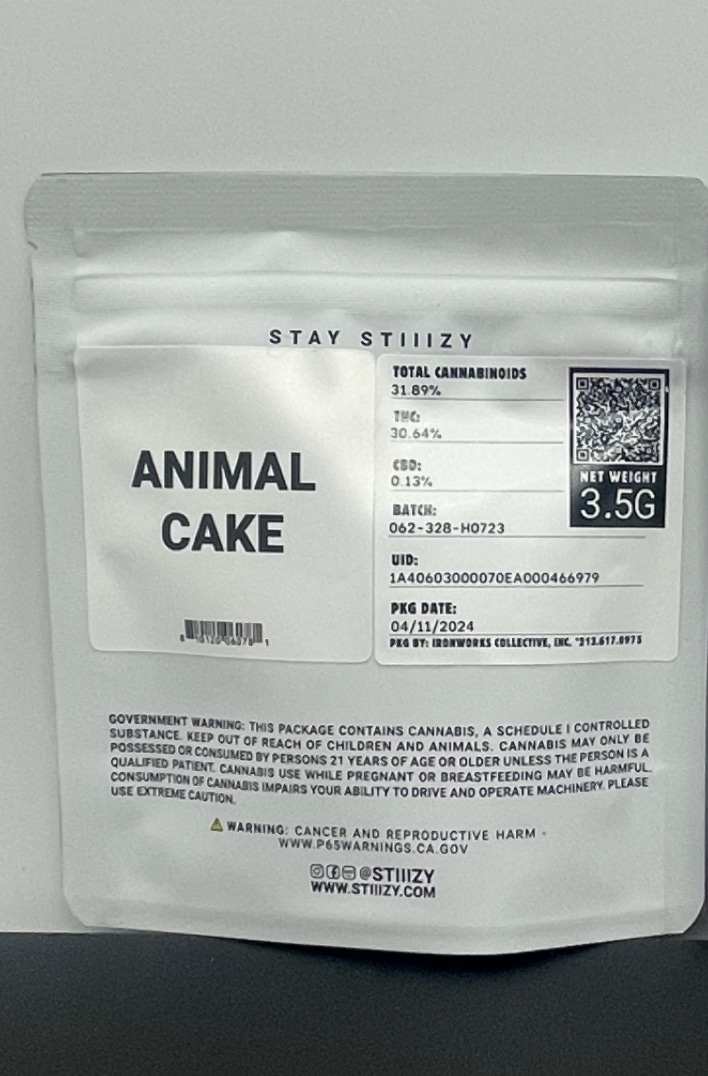 STAY STIIIZY
ANIMAL
CAKE
TOTAL CANNABINOIDS
31.89%
THC:
30.64%
CBD:
0.13%
BATCH:
062-328-H0723
UID:
1A40603000070EA000466979
PKG DATE:
04/11/2024
PKG BY: IRONWORKS COLLECTIVE, INC. *213.617.0975
NET WEIGHT
3.5G
GOVERNMENT WARNING: THIS PACKAGE CONTAINS CANNABIS, A SCHEDULE I CONTROLLED
SUBSTANCE. KEEP OUT OF REACH OF CHILDREN AND ANIMALS. CANNABIS MAY ONLY BE
POSSESSED OR CONSUMED BY PERSONS 21 YEARS OF AGE OR OLDER UNLESS THE PERSON IS A
QUALIFIED PATIENT. CANNABIS USE WHILE PREGNANT OR BREASTFEEDING MAY BE HARMFUL.
CONSUMPTION OF CANNABIS IMPAIRS YOUR ABILITY TO DRIVE AND OPERATE MACHINERY. PLEASE
USE EXTREME CAUTION.
WARNING: CANCER AND REPRODUCTIVE HARM -
WWW.P65WARNINGS.CA.GOV
@STIIIZY
WWW.STIIIZY.COM